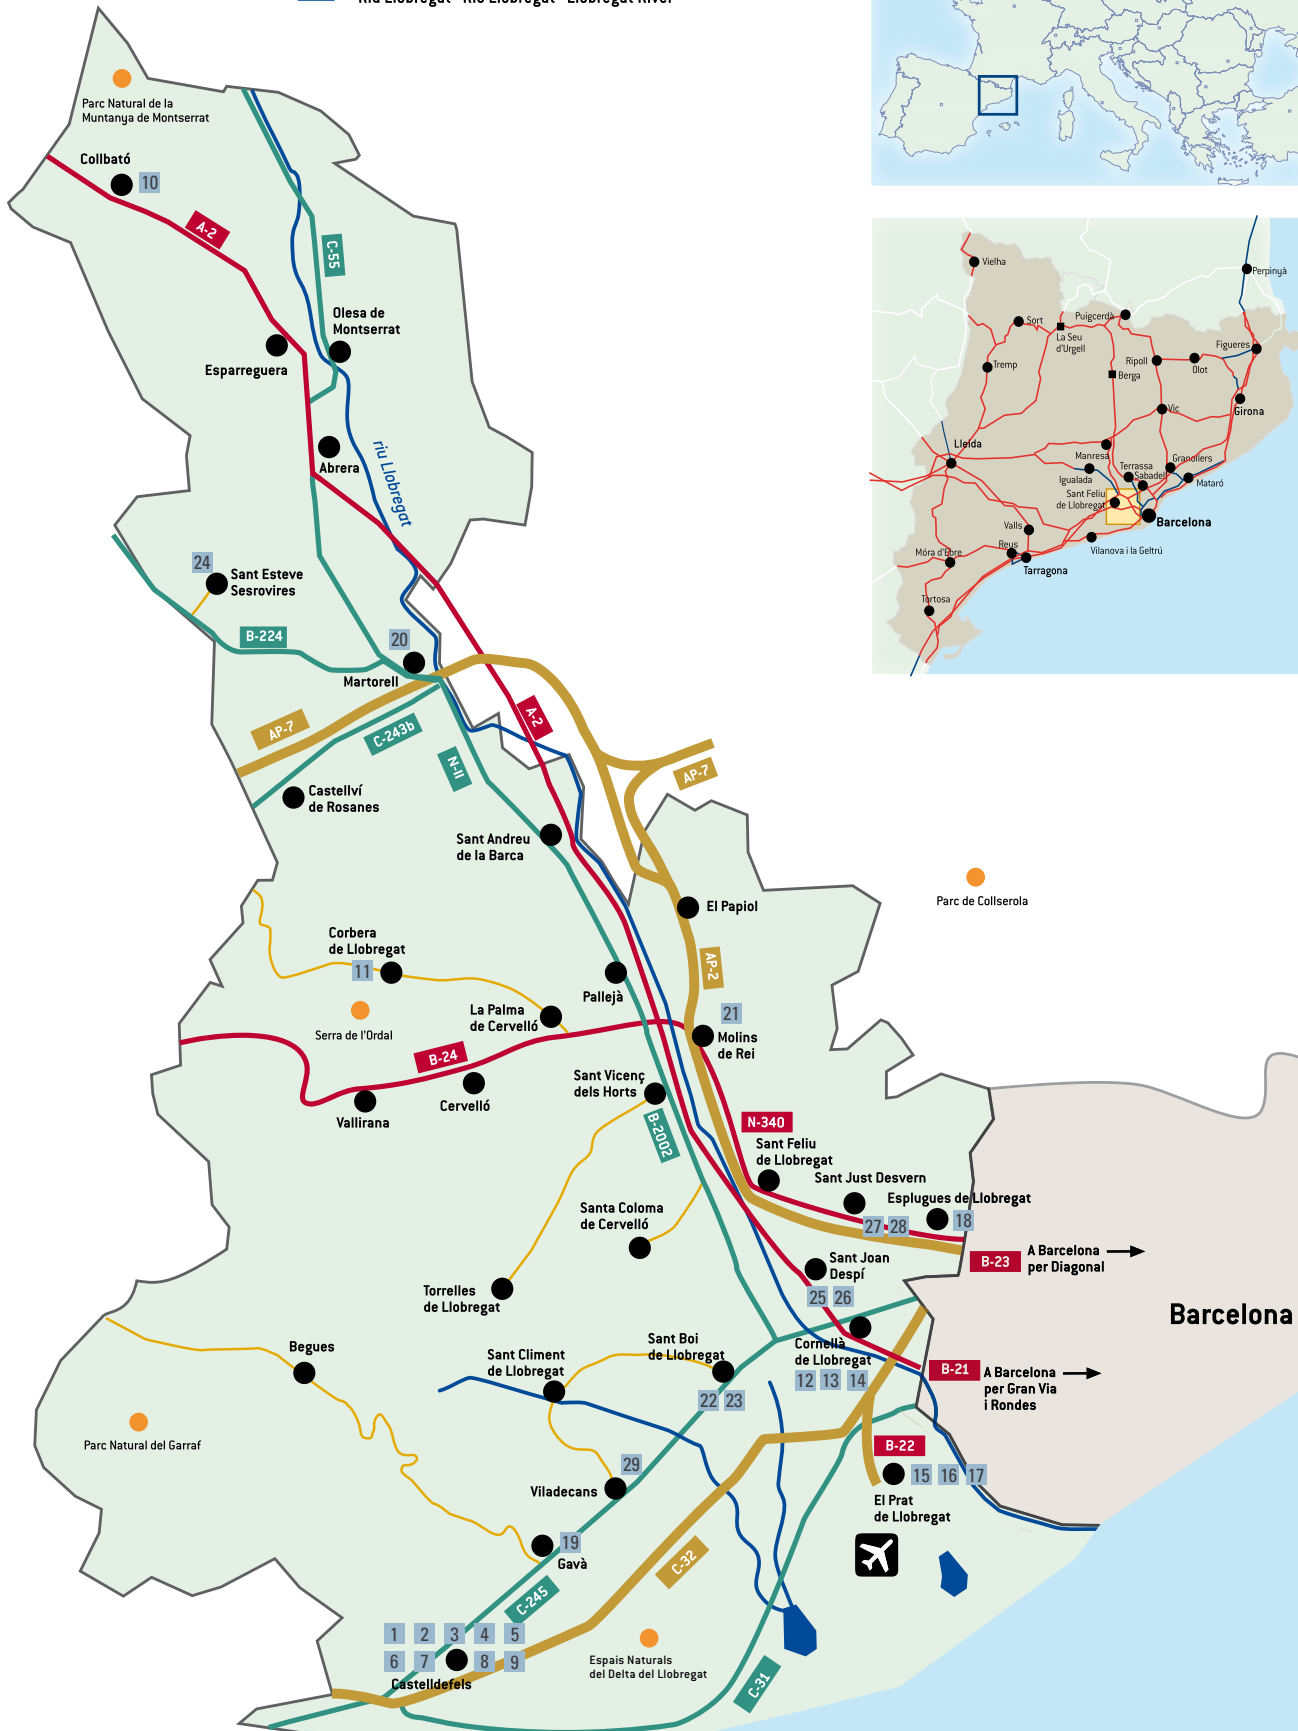 Riu Llobregat · Río Llobregat · Llobregat River
Parc Natural de la
Muntanya de Montserrat
Collbató
10
A-2
C-55
Olesa de
Montserrat
Esparreguera
Abrera
riu Llobregat
24
Sant Esteve
Sesrovires
B-224
20
Martorell
AP-7
C-243b
N-II
A-2
AP-7
Castellví
de Rosanes
Sant Andreu
de la Barca
El Papiol
Parc de Collserola
Corbera
de Llobregat
11
AP-2
Pallejà
Serra de l'Ordal
La Palma
de Cervelló
21
Molins
de Rei
B-24
Sant Vicenç
dels Horts
Cervelló
Vallirana
B-2002
N-340
Sant Feliu
de Llobregat
Sant Just Desvern
Esplugues de Llobregat
27 28
18
Santa Coloma
de Cervelló
B-23
A Barcelona
per Diagonal
Sant Joan
Despí
25 26
Torrelles
de Llobregat
Barcelona
Begues
Sant Climent
de Llobregat
Sant Boi
de Llobregat
22 23
Cornellà
de Llobregat
12 13 14
B-21
A Barcelona
per Gran Via
i Rondes
Parc Natural del Garraf
B-22
15 16 17
El Prat
de Llobregat
29
Viladecans
19
Gavà
C-32
C-245
1 2 3 4 5
6 7 8 9
Castelldefels
Espais Naturals
del Delta del Llobregat
C-31
Vielha
Perpinyà
Sort
Puigcerdà
La Seu
d'Urgell
Figueres
Tremp
Ripoll
Olot
Berga
Vic
Girona
Lleida
Manresa
Granollers
Terrassa
Sabadell
Igualada
Mataró
Sant Feliu
de Llobregat
Barcelona
Valls
Reus
Vilanova i la Geltrú
Móra d'Ebre
Tarragona
Tortosa